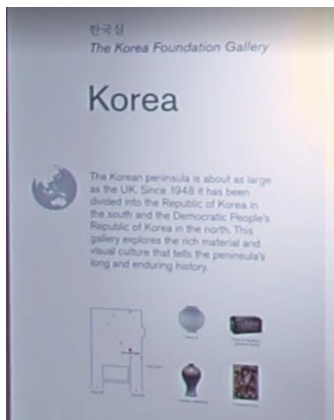 한국실
The Korea Foundation Gallery
Korea
The Korean peninsula is about as large
as the UK. Since 1948 it has been
divided into the Republic of Korea in
the south and the Democratic People's
Republic of Korea in the north. This
gallery explores the rich material and
visual culture that tells the peninsula's
long and enduring history.